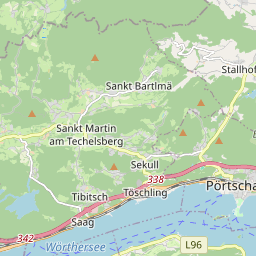 Sankt Bartlmä
Stallhof
Sankt Martin
am Techelsberg
Sekull
338
Pörtscha
Tibitsch
Töschling
Saag
342
Wörthersee
L96